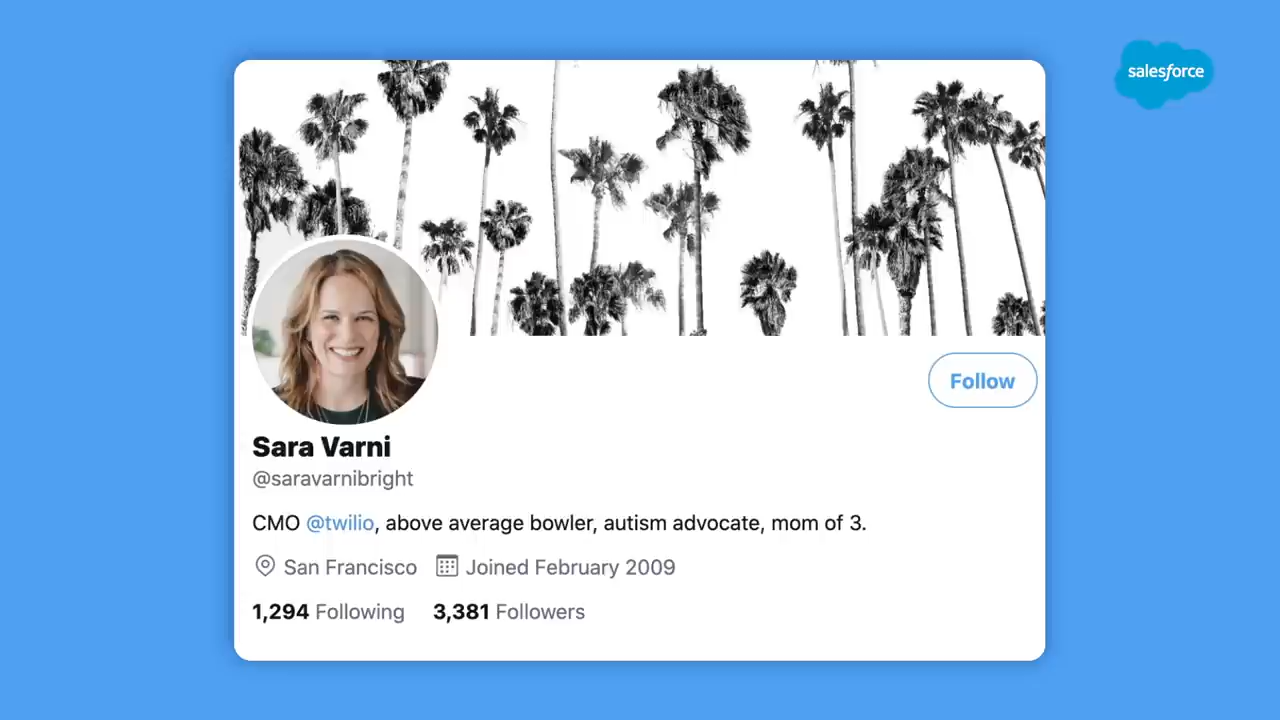 salesforce
Follow
Sara Varni
@saravarnibright
CMO @twilio, above average bowler, autism advocate, mom of 3.
San Francisco Joined February 2009
1,294 Following 3,381 Followers